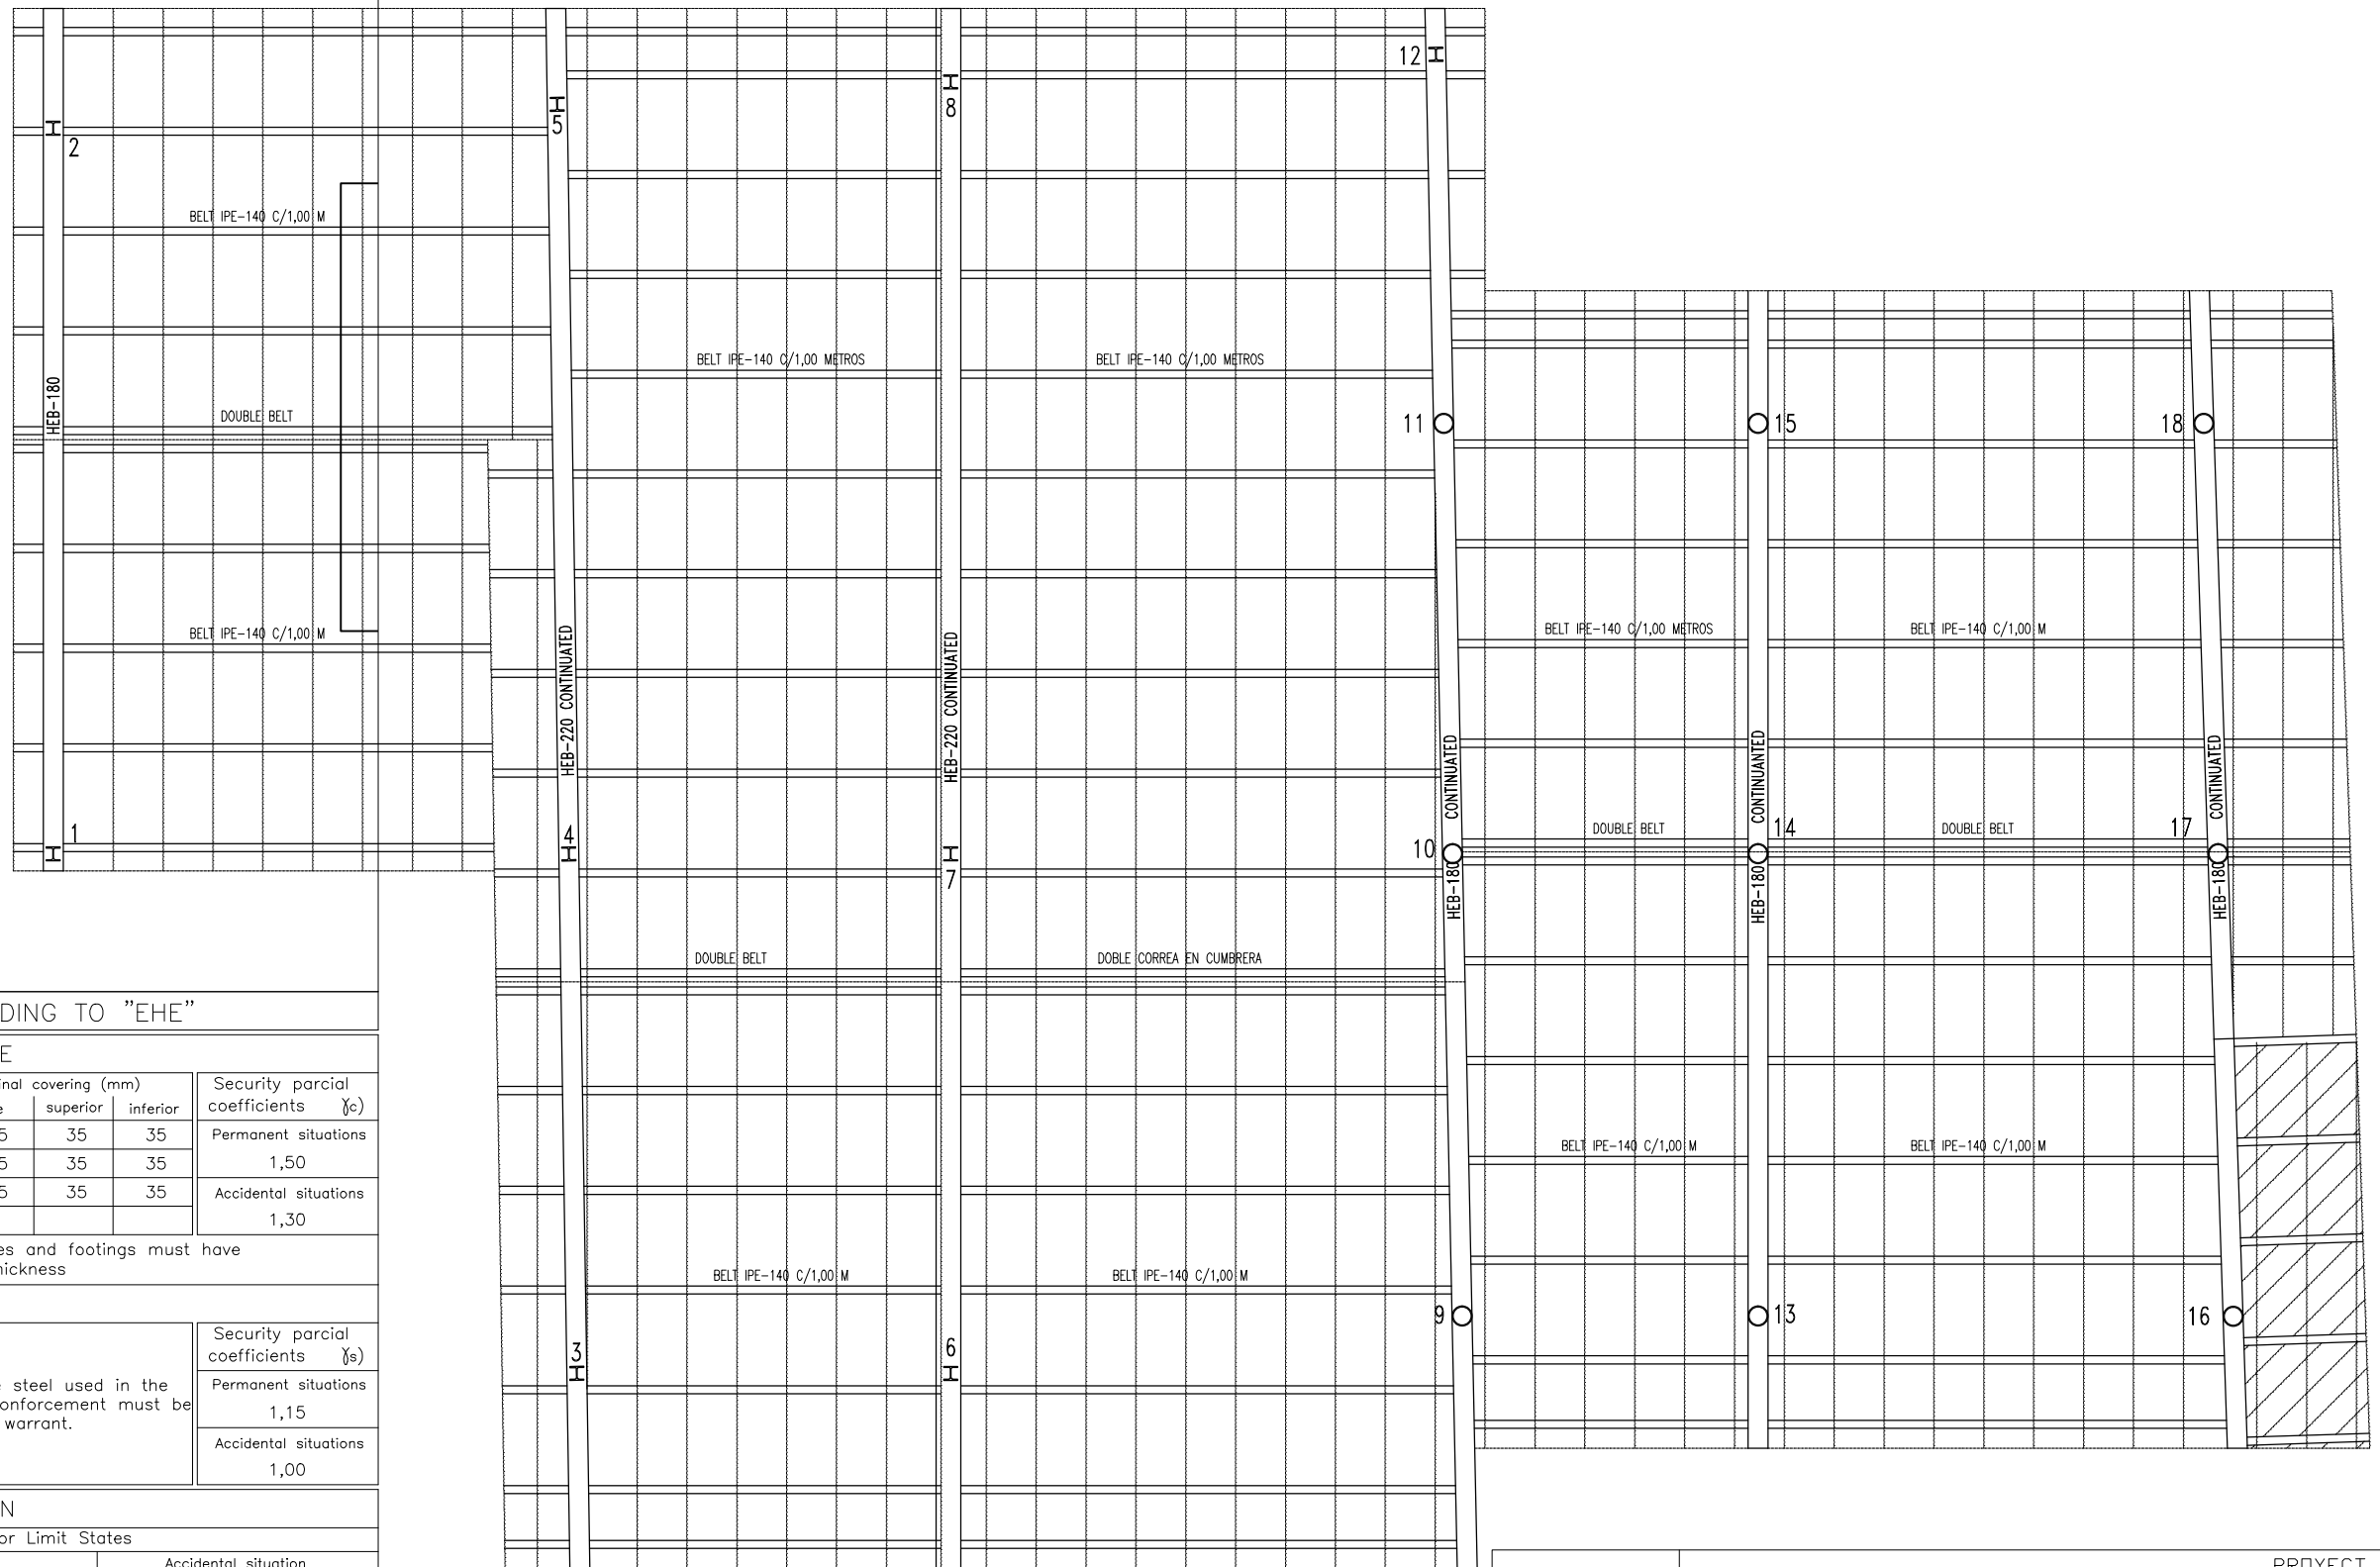 12
8
5
2
BELT IPE-140 C/1,00 M
BELT IPE-140 C/1,00 METROS
BELT IPE-140 C/1,00 METROS
HEB-180
DOUBLE BELT
11
15
18
BELT IPE-140 C/1,00 M
BELT IPE-140 C/1,00 METROS
BELT IPE-140 C/1,00 M
HEB-220 CONTINUATED
HEB-220 CONTINUATED
CONTINUATED
CONTINUANTED
CONTINUATED
1
4
7
10
14
17
DOUBLE BELT
DOUBLE BELT
HEB-180
HEB-180
HEB-180
DOUBLE BELT
DOBLE CORREA EN CUMBRERA
BELT IPE-140 C/1,00 M
BELT IPE-140 C/1,00 M
BELT IPE-140 C/1,00 M
BELT IPE-140 C/1,00 M
9
13
16
3
6
DING TO "EHE"
E
inal covering (mm)
e superior inferior
5 35 35
5 35 35
5 35 35
Security parcial
coefficients γc)
Permanent situations
1,50
Accidental situations
1,30
es and footings must have
hickness
Security parcial
coefficients γs)
Permanent situations
1,15
Accidental situations
1,00
e steel used in the
onforcement must be
warrant.
N
or Limit States
Accidental situation
PROYECT